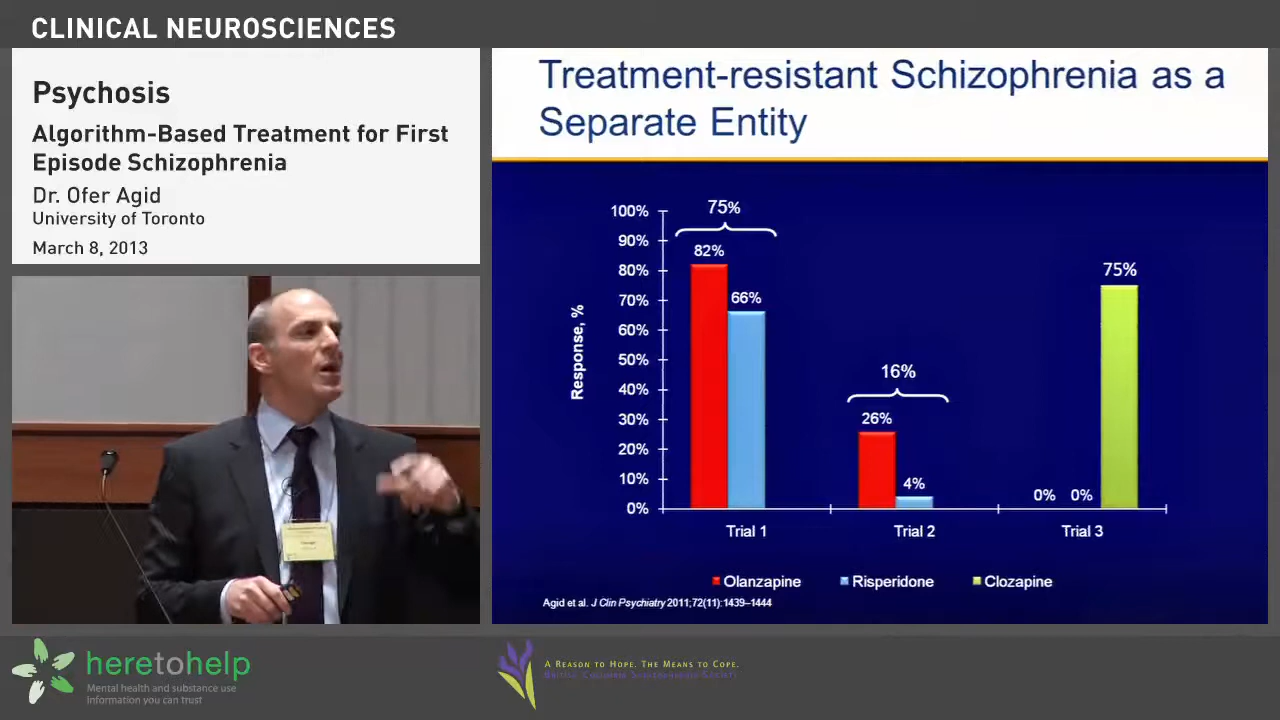 CLINICAL NEUROSCIENCES
Psychosis
Algorithm-Based Treatment for First
Episode Schizophrenia
Dr. Ofer Agid
University of Toronto
March 8, 2013
Treatment-resistant Schizophrenia as a
Separate Entity
Response, %
100%
90%
80%
70%
60%
50%
40%
30%
20%
10%
0%
75%
82%
66%
16%
26%
4%
0% 0%
75%
Trial 1 Trial 2 Trial 3
Olanzapine Risperidone Clozapine
Agid et al. J Clin Psychiatry 2011;72(11):1439–1444
heretohelp
Mental health and substance use
information you can trust
A Reason to Hope. The Means to Cope.
British Columbia Schizophrenia Society